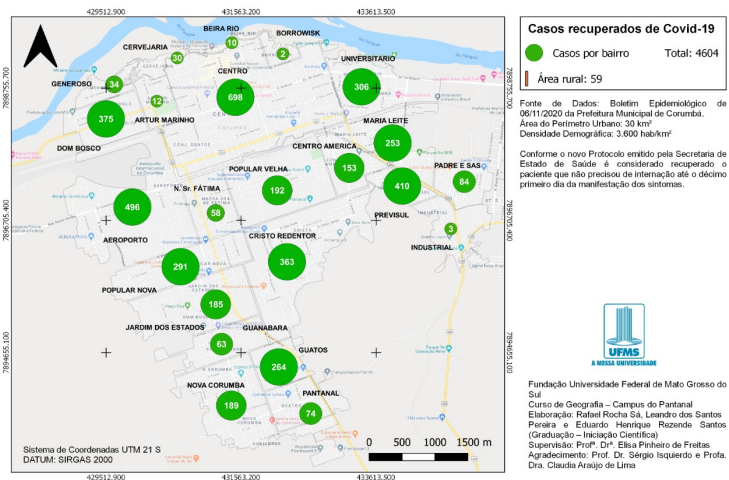 429512.900 431563.200 433613.500
BEIRA RIO
BORROWISK
10
CERVEJARIA
30
2
GENEROSO
34
CENTRO
698
UNIVERSITARIO
306
12
ARTUR MARINHO
375
DOM BOSCO
MARIA LEITE
253
CENTRO AMERICA
153
PADRE E SAS
84
POPULAR VELHA
192
410
PREVISUL
N. Sr. FÁTIMA
58
496
AEROPORTO
3
INDUSTRIAL
CRISTO REDENTOR
363
291
POPULAR NOVA
185
JARDIM DOS ESTADOS
GUANABARA
63
GUATOS
264
NOVA CORUMBA
189
PANTANAL
74
0 500 1000 1500 m
Sistema de Coordenadas UTM 21 S
DATUM: SIRGAS 2000
429512.900 431563.200 433613.500
7898755.700
7896705.400
7894655.100
7898755.700
7896705.400
7894655.100
Casos recuperados de Covid-19
Casos por bairro Total: 4604
Área rural: 59
Fonte de Dados: Boletim Epidemiológico de
06/11/2020 da Prefeitura Municipal de Corumbá.
Área do Perimetro Urbano: 30 km²
Densidade Demográfica: 3.600 hab/km²
Conforme o novo Protocolo emitido pela Secretaria de
Estado de Saúde é considerado recuperado o
paciente que não precisou de internação até o décimo
primeiro dia da manifestação dos sintomas.
UFMS
A NOSSA UNIVERSIDADE
Fundação Universidade Federal de Mato Grosso do
Sul
Curso de Geografia – Campus do Pantanal
Elaboração: Rafael Rocha Sá, Leandro dos Santos
Pereira e Eduardo Henrique Rezende Santos
(Graduação – Iniciação Científica)
Supervisão: Profª. Drª. Elisa Pinheiro de Freitas
Agradecimento: Prof. Dr. Sérgio Isquierdo e Profa.
Dra. Claudia Araújo de Lima